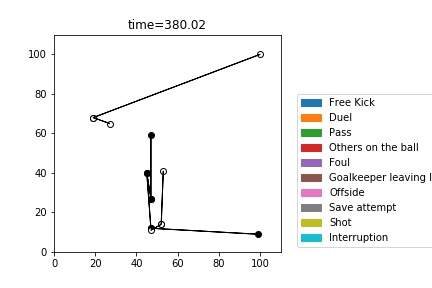 time=380.02
100
80
60
40
20
0
0 20 40 60 80 100
Free Kick
Duel
Pass
Others on the ball
Foul
Goalkeeper leaving l
Offside
Save attempt
Shot
Interruption